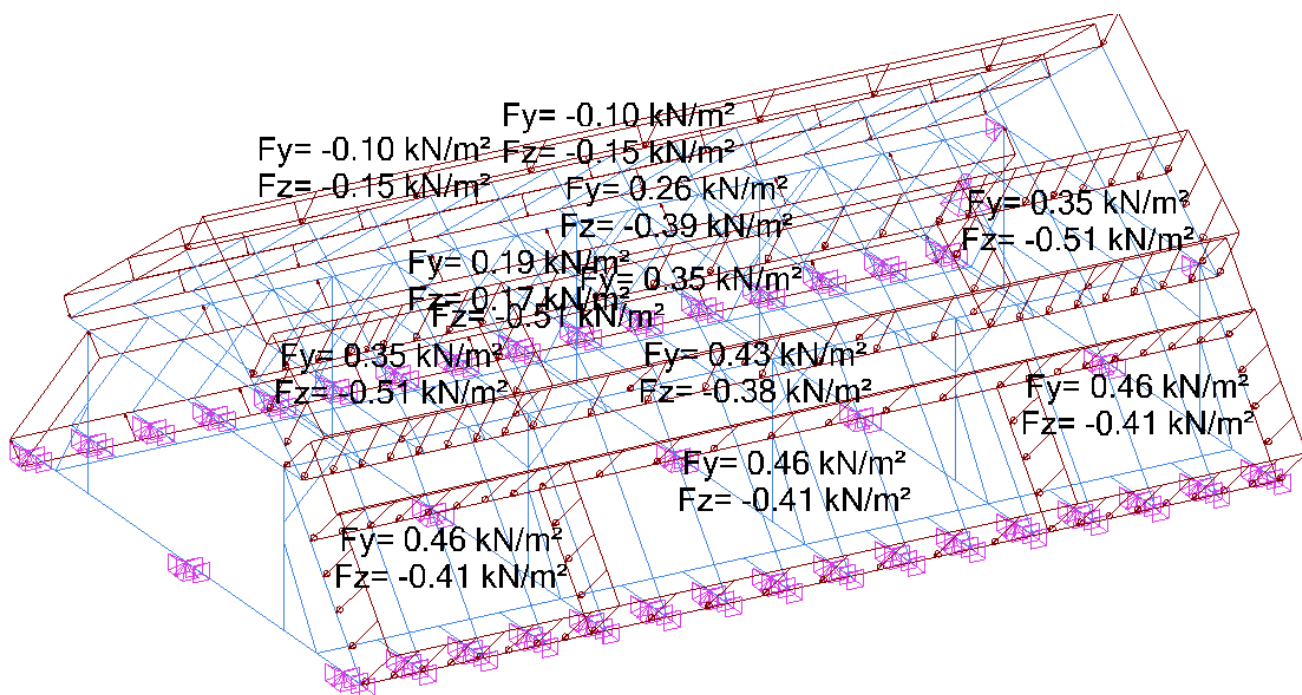 Fy= -0.10 kN/m²
Fz= -0.15 kN/m²
Fy= -0.10 kN/m²
Fz= -0.15 kN/m²
Fy= 0.26 kN/m²
Fz= -0.39 kN/m²
Fy= 0.35 kN/m²
Fz= -0.51 kN/m²
Fy= 0.19 kN/m²
Fz= 0.17 kN/m²
Fy= 0.35 kN/m²
Fz= -0.51 kN/m²
Fy= 0.35 kN/m²
Fz= -0.51 kN/m²
Fy= 0.43 kN/m²
Fz= -0.38 kN/m²
Fy= 0.46 kN/m²
Fz= -0.41 kN/m²
Fy= 0.46 kN/m²
Fz= -0.41 kN/m²
Fy= 0.46 kN/m²
Fz= -0.41 kN/m²